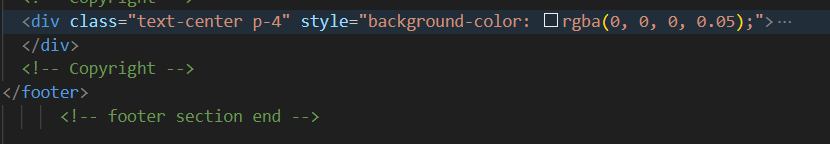 <!-- Copyright -->
<div class="text-center p-4" style="background-color: rgba(0, 0, 0, 0.05);">…
</div>
<!-- Copyright -->
</footer>
<!-- footer section end -->